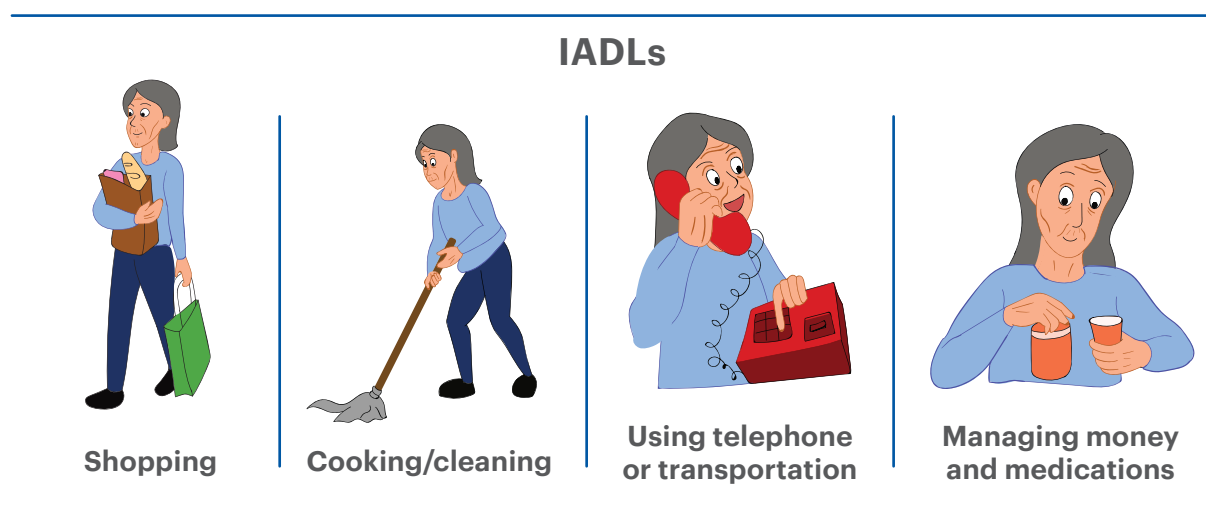 IADLs
Shopping
Cooking/cleaning
Using telephone
or transportation
Managing money
and medications